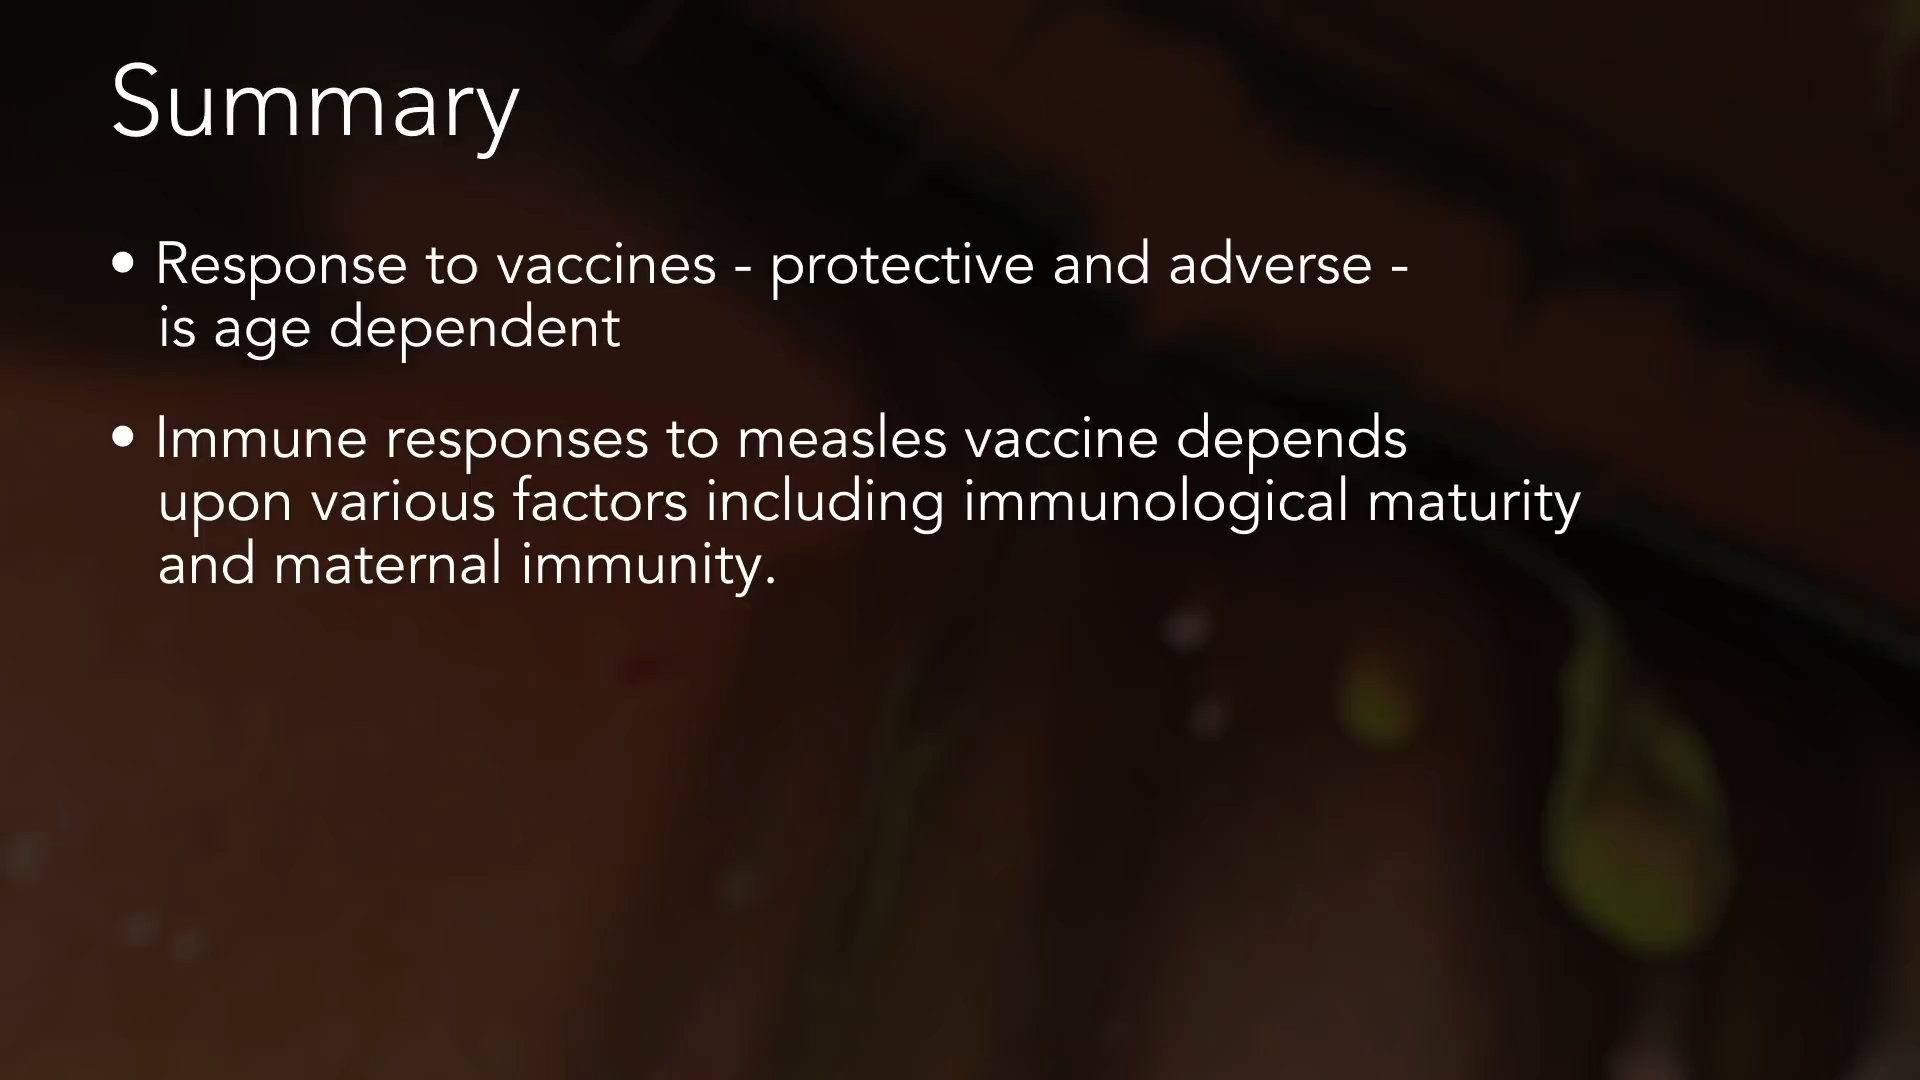 Summary
• Response to vaccines - protective and adverse -
is age dependent
• Immune responses to measles vaccine depends
upon various factors including immunological maturity
and maternal immunity.